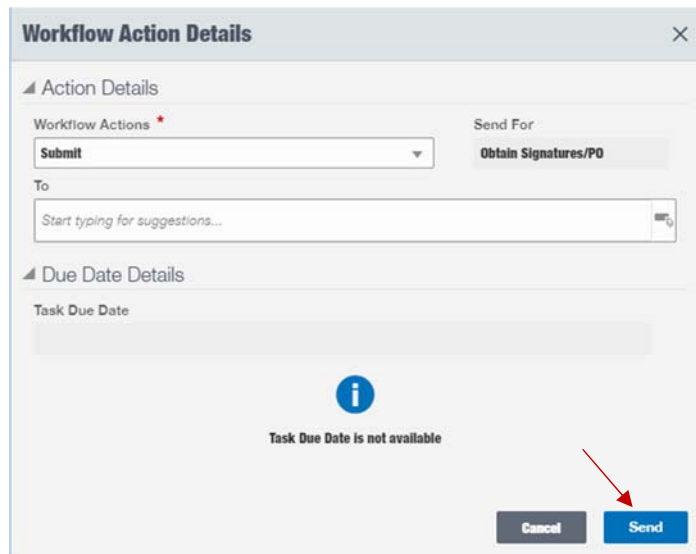 Workflow Action Details
Action Details
Workflow Actions *
Send For
Submit
Obtain Signatures/PO
To
Start typing for suggestions...
Due Date Details
Task Due Date
Task Due Date is not available
Cancel
Send